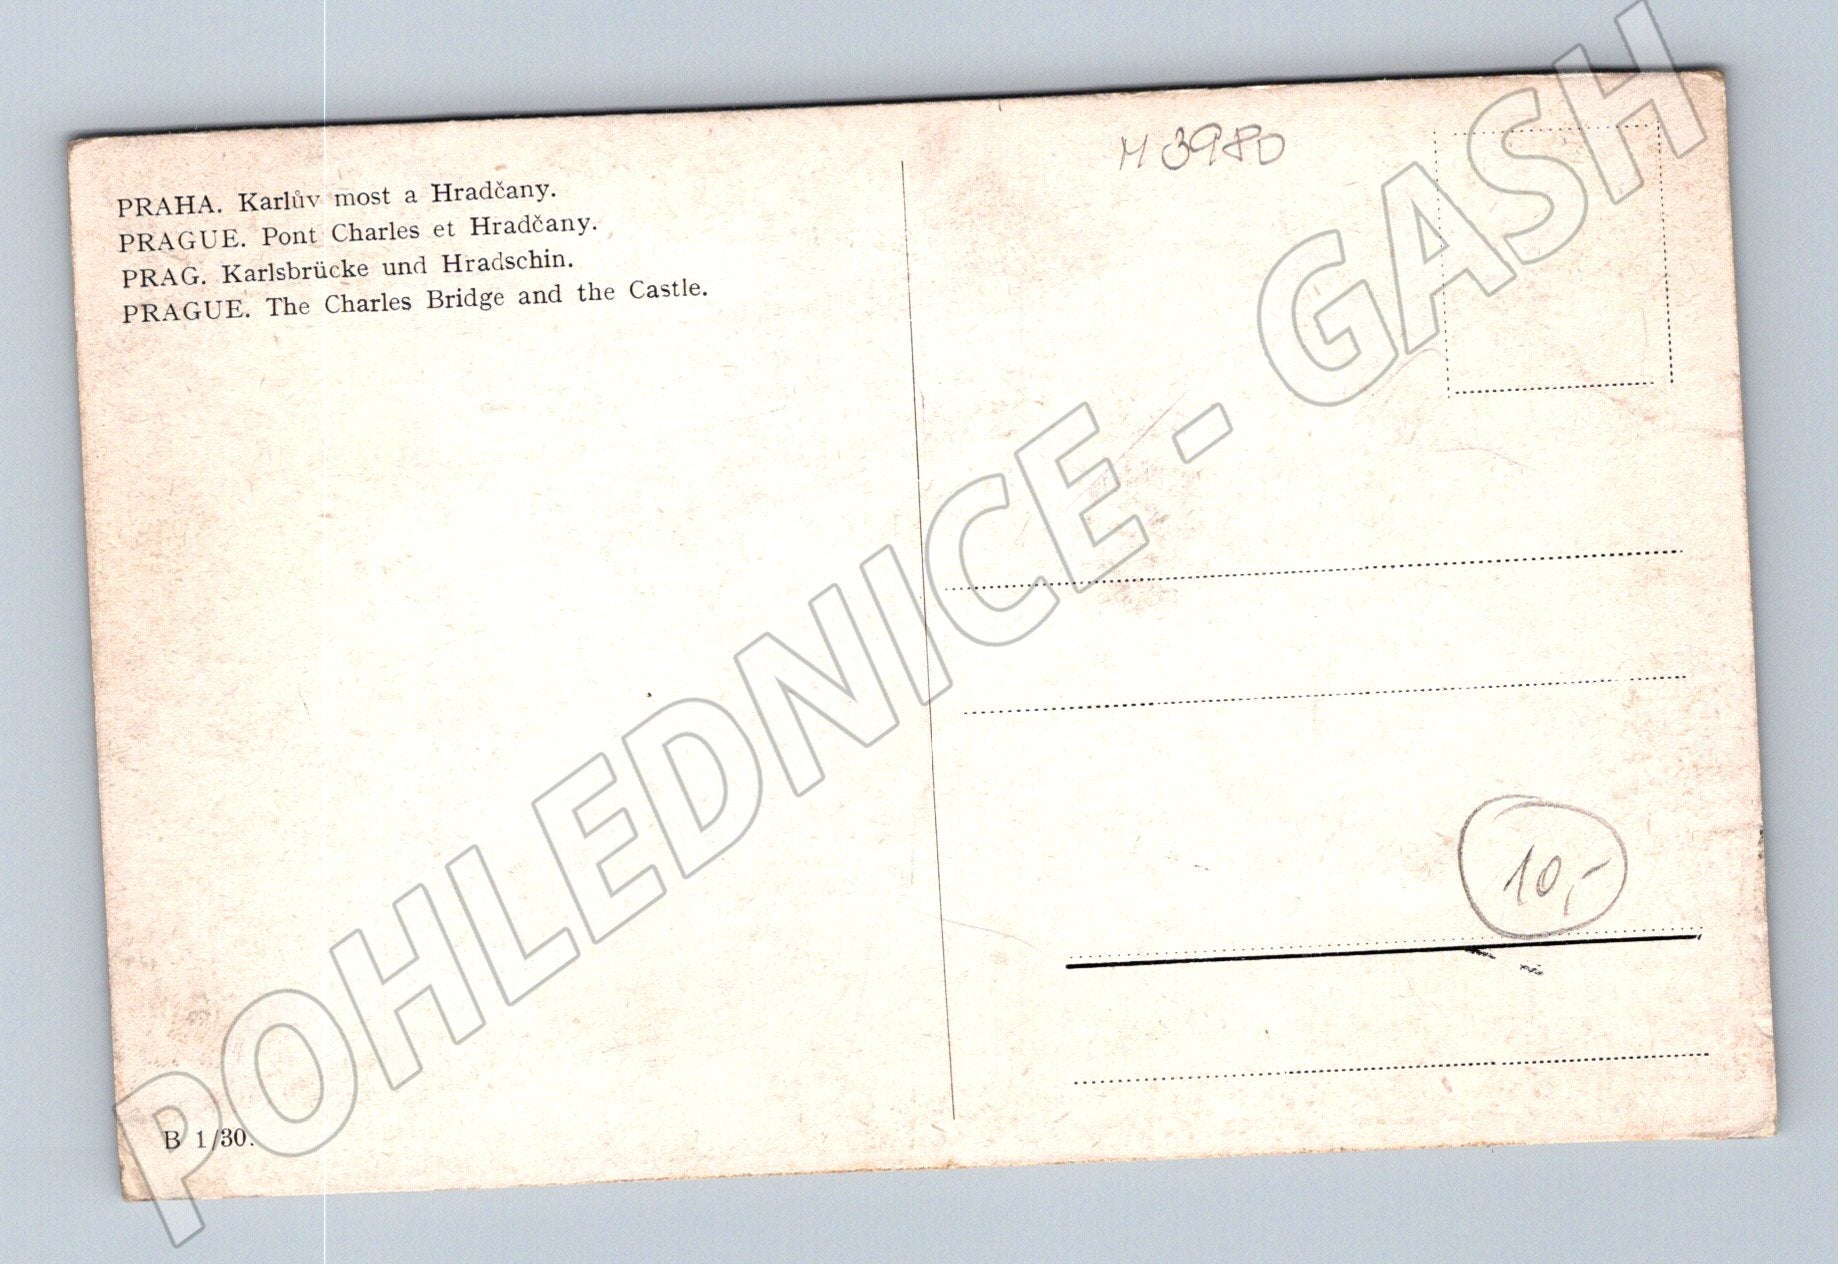 PRAHA. Karlův most a Hradčany.
PRAGUE. Pont Charles et Hradčany.
PRAG. Karlsbrücke und Hradschin.
PRAGUE. The Charles Bridge and the Castle.
M 3980
10,-
B 1/30.
POHLEDNICE - GASH